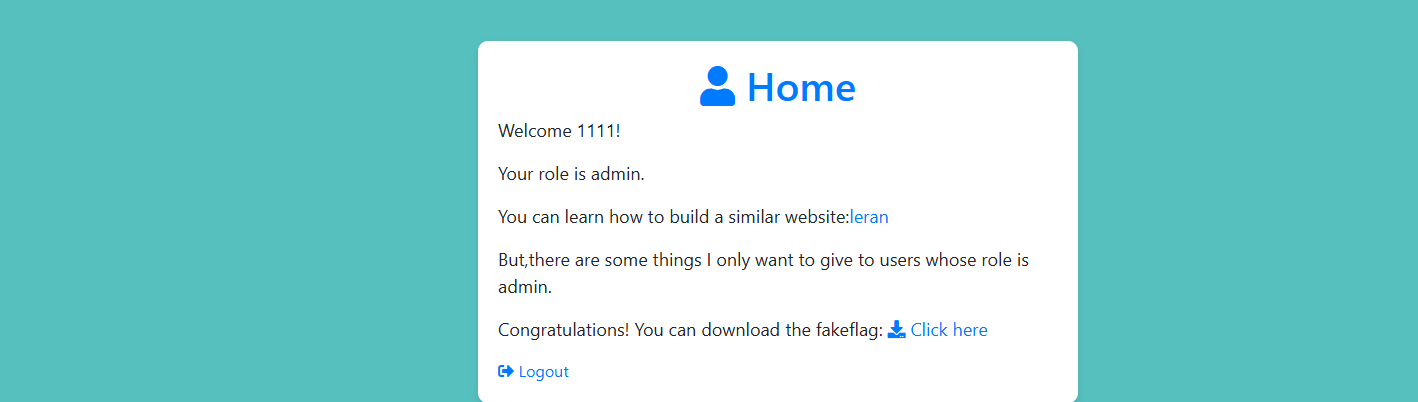 Home
Welcome 1111!
Your role is admin.
You can learn how to build a similar website:leran
But,there are some things I only want to give to users whose role is
admin.
Congratulations! You can download the fakeflag: Click here
Logout